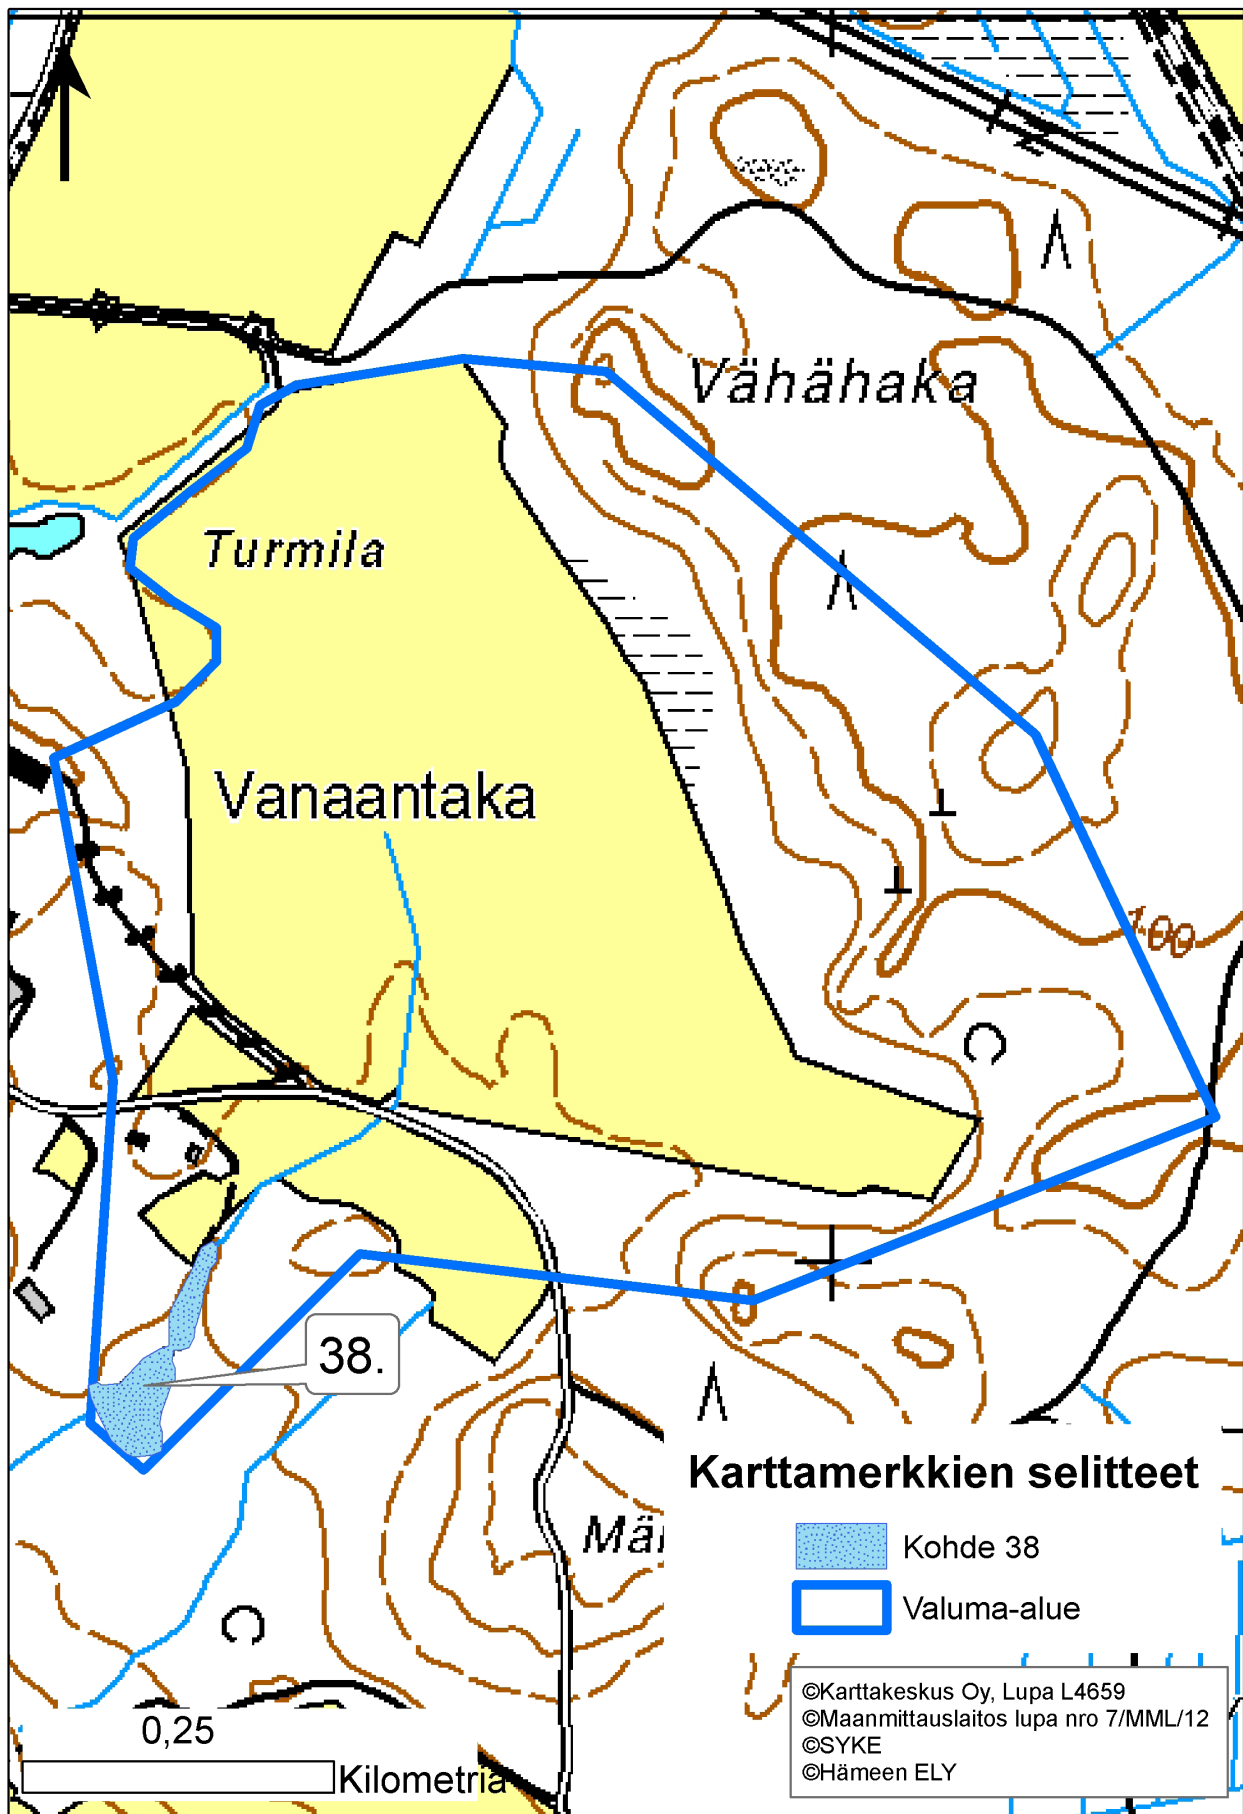 Vähähaka
Turmila
Vanaantaka
100
38.
Karttamerkkien selitteet
Mäl
Kohde 38
Valuma-alue
©Karttakeskus Oy, Lupa L4659
©Maanmittauslaitos lupa nro 7/MML/12
©SYKE
©Hämeen ELY
0,25
Kilometria